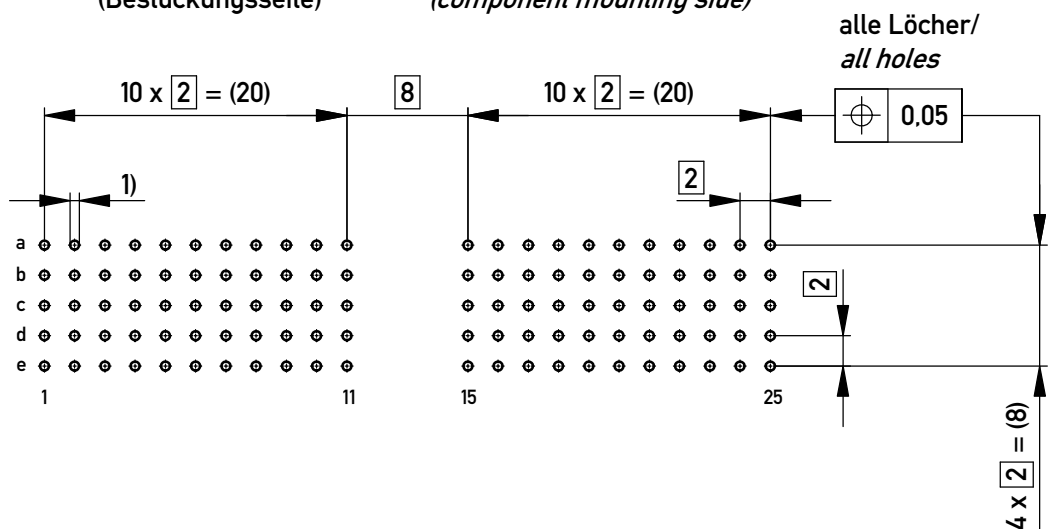 (Bestückungsseite) (component mounting side)
alle Löcher/
all holes
10 x 2 = (20) 8 10 x 2 = (20)
0,05
1) 2
a
b
c 2
d
e
1 11 15 25
4 x 2 = (8)